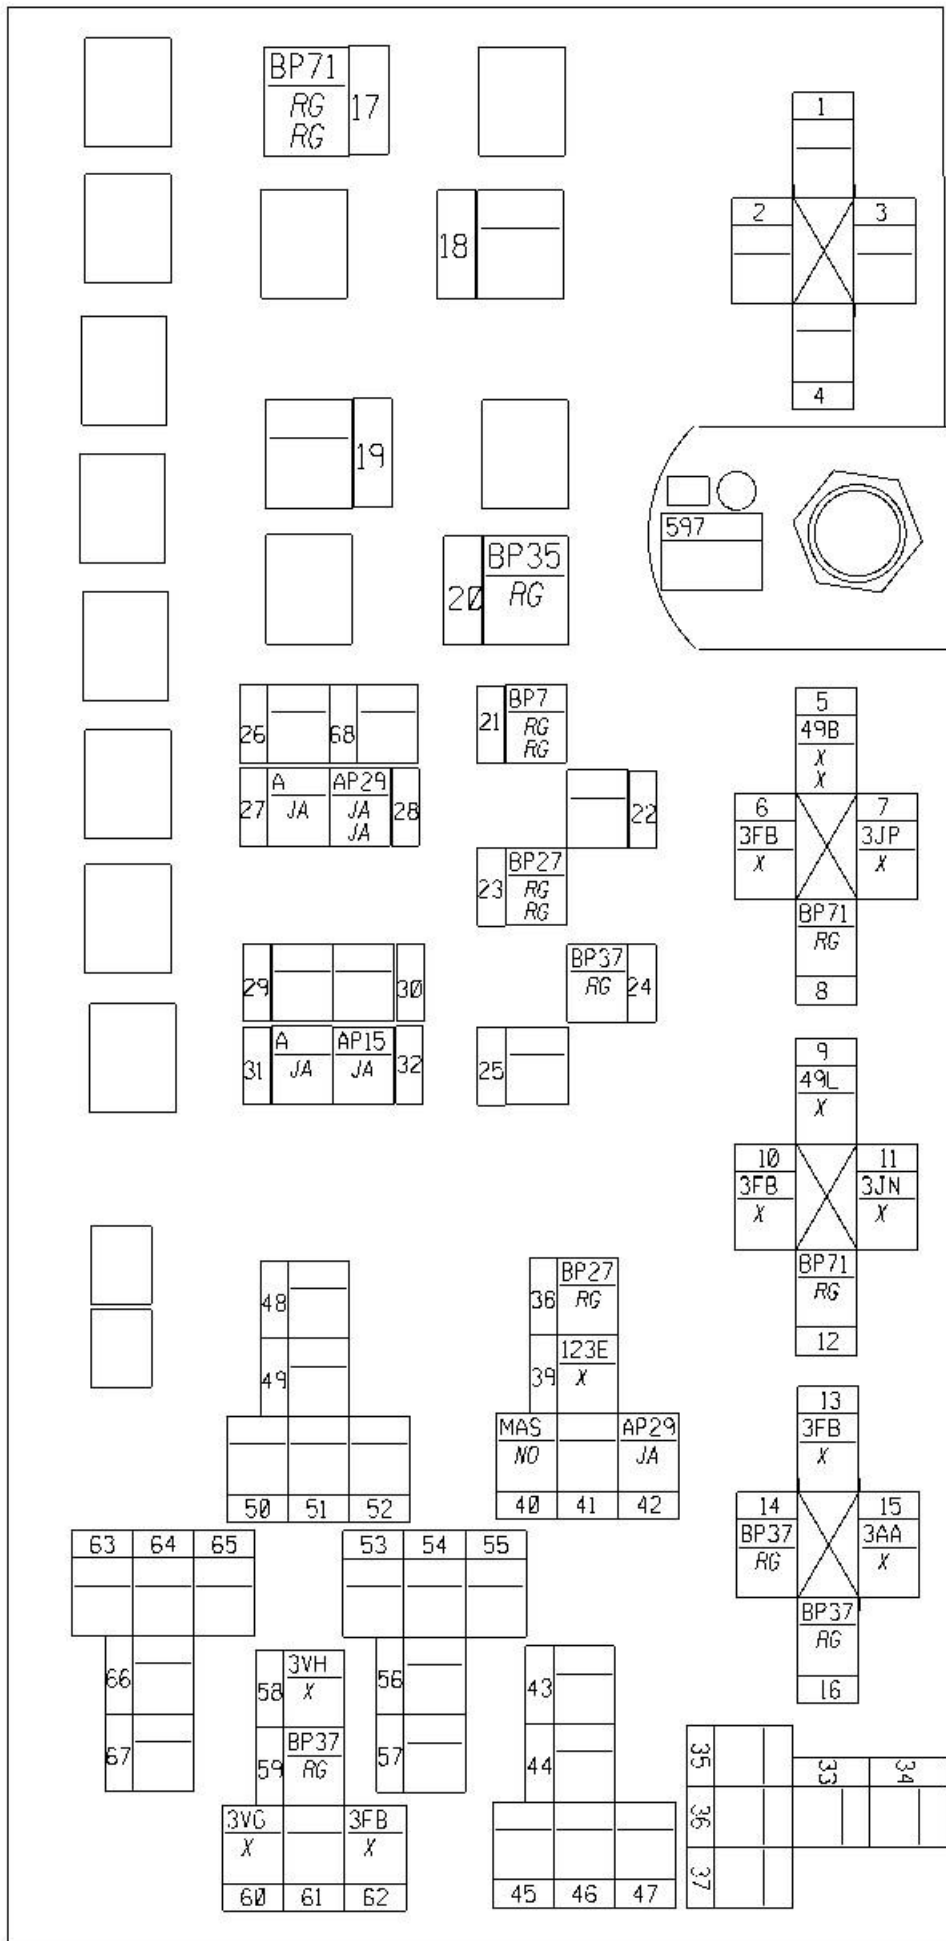 BP71
RG
RG
17
1
2
3
4
18
19
597
20
BP35
RG
26
68
27
A
JA
AP29
JA
JA
28
21
BP7
RG
RG
22
23
BP27
RG
RG
5
49B
X
X
6
3FB
X
7
3JP
X
BP71
RG
8
29
30
31
A
JA
AP15
JA
32
BP37
RG
24
25
9
49L
X
10
3FB
X
11
3JN
X
BP71
RG
12
48
49
50
51
52
38
BP27
RG
39
123E
X
MAS
NO
AP29
JA
40
41
42
13
3FB
X
14
BP37
RG
15
3AA
X
BP37
RG
16
63
64
65
66
67
53
54
55
56
57
58
3VH
X
59
BP37
RG
3VG
X
3FB
X
60
61
62
43
44
45
46
47
35
36
37
33
34